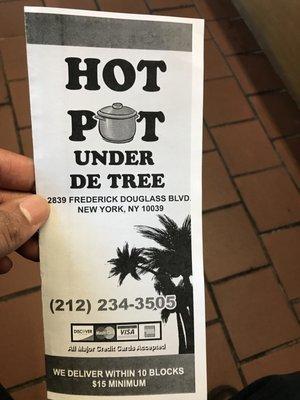 HOT
POT
UNDER
DE TREE
2839 FREDERICK DOUGLASS BLVD.
NEW YORK, NY 10039
(212) 234-3505
DISCOVER MasterCard VISA
All Major Credit Cards Accepted
WE DELIVER WITHIN 10 BLOCKS
$15 MINIMUM